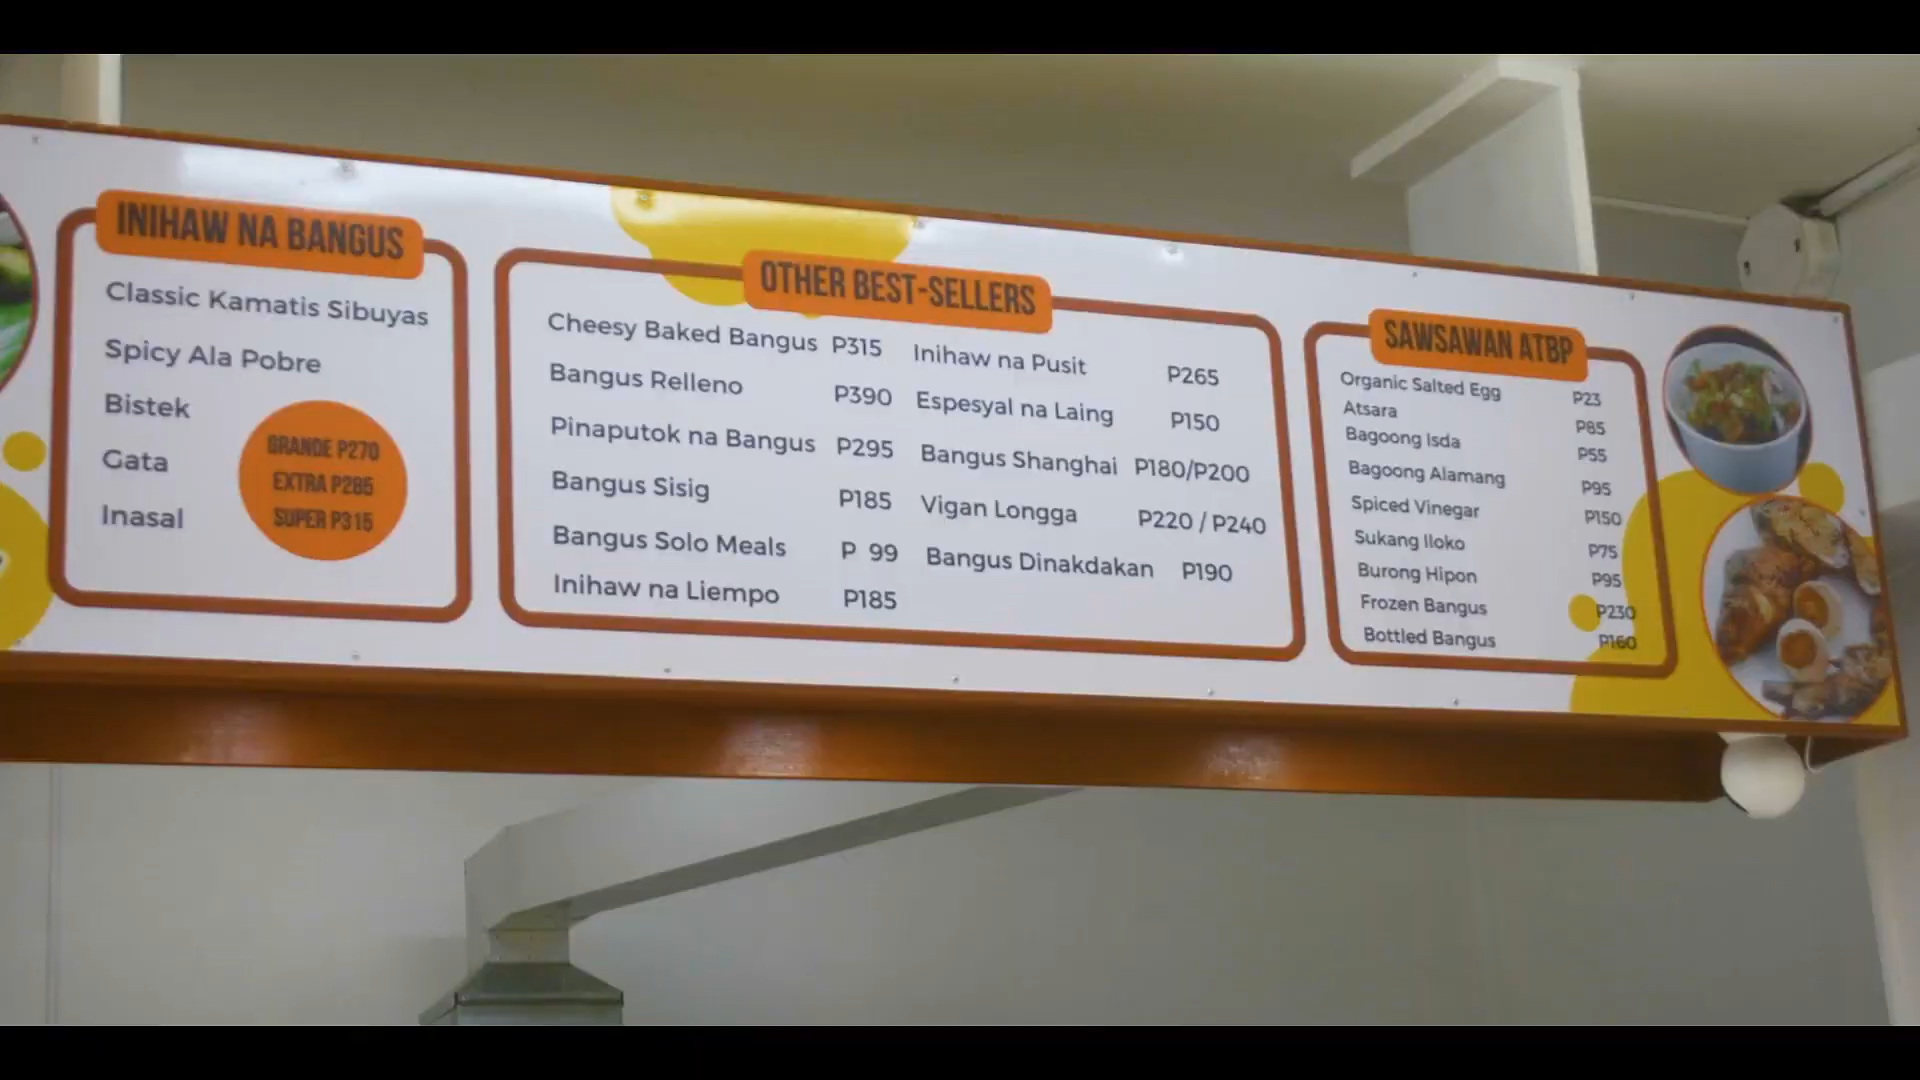 INIHAW NA BANGUS
Classic Kamatis Sibuyas
Spicy Ala Pobre
Bistek
Gata
Inasal
GRANDE P270
EXTRA P285
SUPER P315
OTHER BEST-SELLERS
Cheesy Baked Bangus P315
Bangus Relleno P390
Pinaputok na Bangus P295
Bangus Sisig P185
Bangus Solo Meals P 99
Inihaw na Liempo P185
Inihaw na Pusit P265
Espesyal na Laing P150
Bangus Shanghai P180/P200
Vigan Longga P220 / P240
Bangus Dinakdakan P190
SAWSAWAN ATBP
Organic Salted Egg P23
Atsara P85
Bagoong Isda P55
Bagoong Alamang P95
Spiced Vinegar P150
Sukang Iloko P75
Burong Hipon P95
Frozen Bangus P230
Bottled Bangus P160